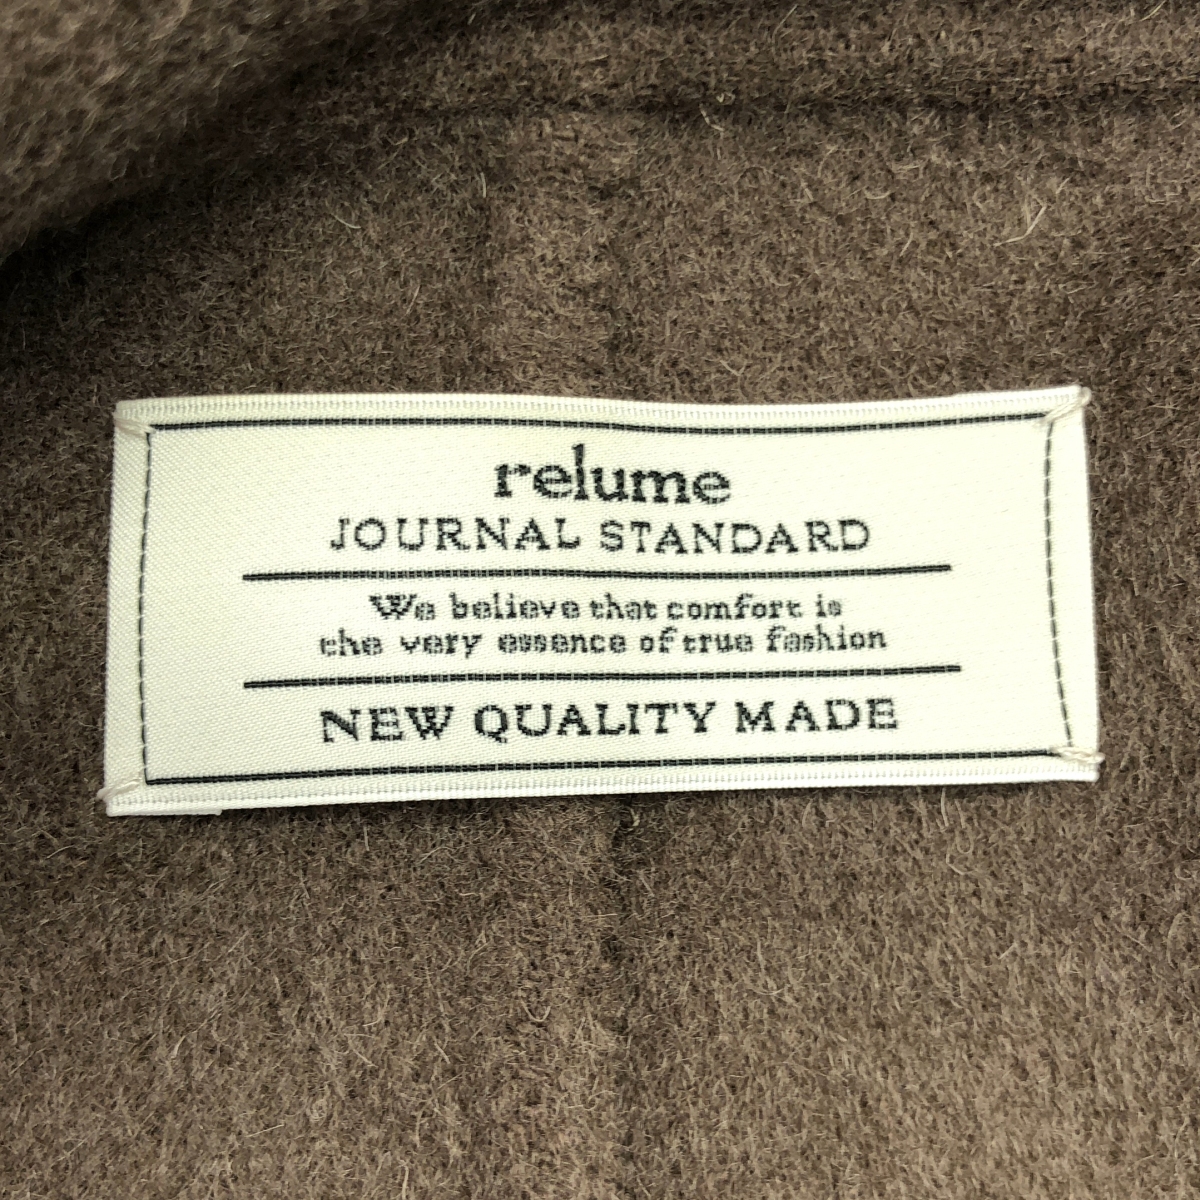 relume
JOURNAL STANDARD
We believe that comfort is
the very essence of true fashion
NEW QUALITY MADE